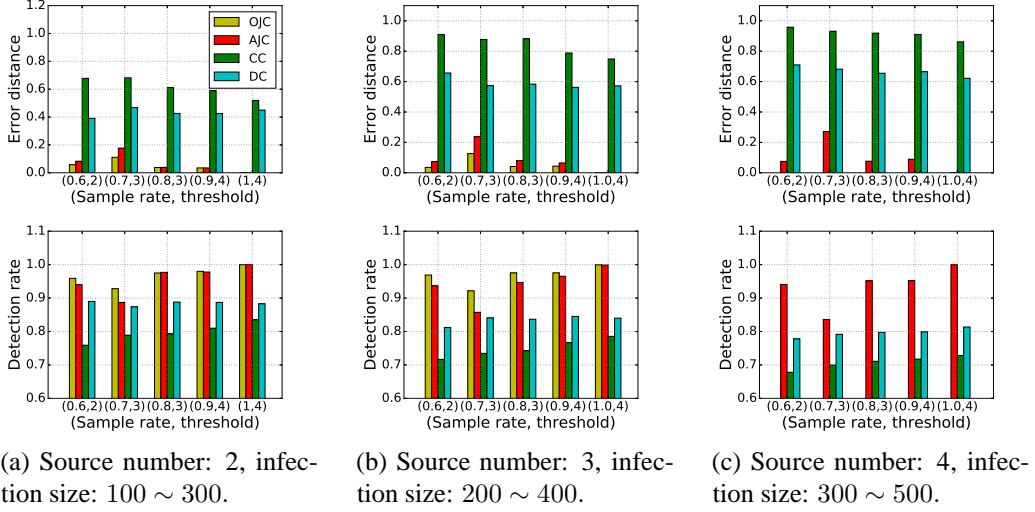 1.2
1.0
0.8
0.6
0.4
0.2
0.0
Error distance
OJC
AJC
CC
DC
(0.6,2) (0.7,3) (0.8,3) (0.9,4) (1,4)
(Sample rate, threshold)
1.0
0.8
0.6
0.4
0.2
0.0
Error distance
(0.6,2) (0.7,3) (0.8,3) (0.9,4) (1.0,4)
(Sample rate, threshold)
1.0
0.8
0.6
0.4
0.2
0.0
Error distance
(0.6,2) (0.7,3) (0.8,3) (0.9,4) (1.0,4)
(Sample rate, threshold)
1.1
1.0
0.9
0.8
0.7
0.6
Detection rate
(0.6,2) (0.7,3) (0.8,3) (0.9,4) (1,4)
(Sample rate, threshold)
1.1
1.0
0.9
0.8
0.7
0.6
Detection rate
(0.6,2) (0.7,3) (0.8,3) (0.9,4) (1.0,4)
(Sample rate, threshold)
1.1
1.0
0.9
0.8
0.7
0.6
Detection rate
(0.6,2) (0.7,3) (0.8,3) (0.9,4) (1.0,4)
(Sample rate, threshold)
(a) Source number: 2, infec-
tion size: 100 ∼ 300.
(b) Source number: 3, infec-
tion size: 200 ∼ 400.
(c) Source number: 4, infec-
tion size: 300 ∼ 500.